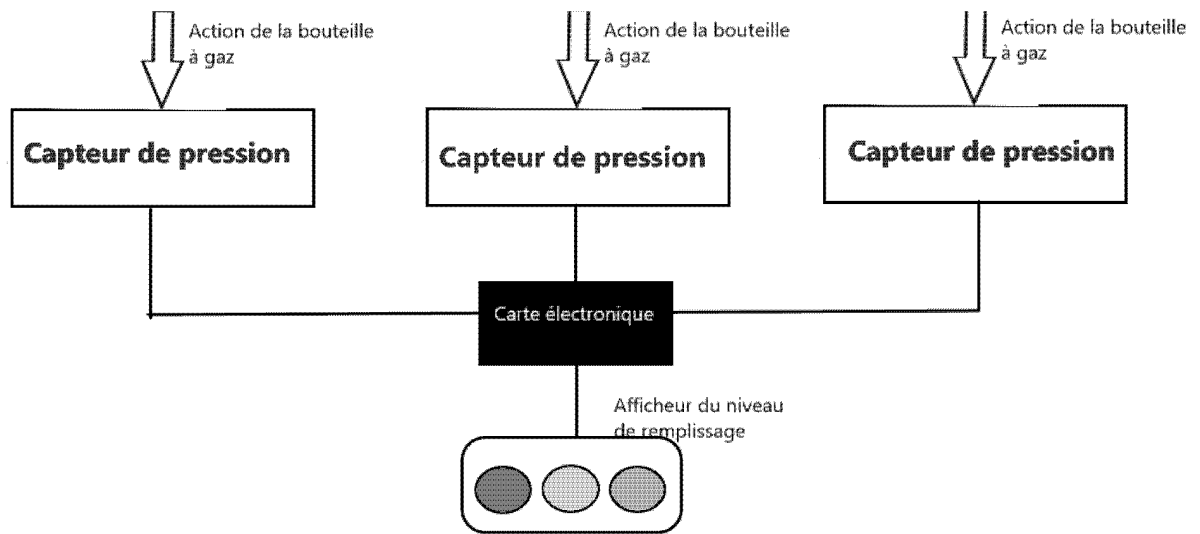 Action de la bouteille
à gaz
Action de la bouteille
à gaz
Action de la bouteille
à gaz
Capteur de pression
Capteur de pression
Capteur de pression
Carte électronique
Afficheur du niveau
de remplissage